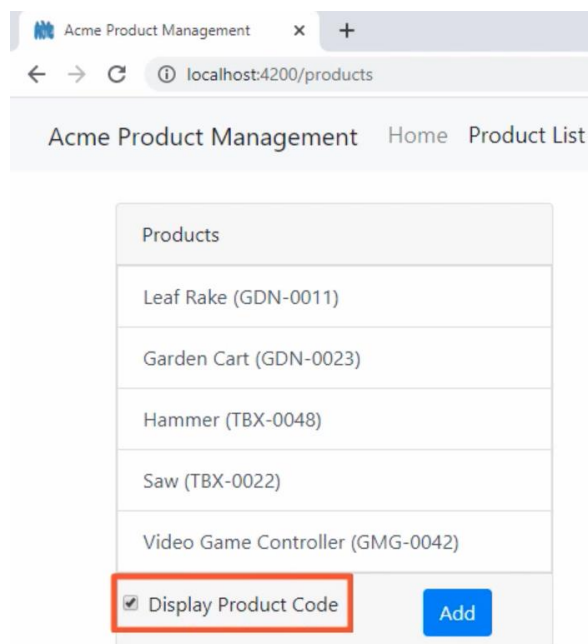 Acme Product Management
localhost:4200/products
Acme Product Management Home Product List
Products
Leaf Rake (GDN-0011)
Garden Cart (GDN-0023)
Hammer (TBX-0048)
Saw (TBX-0022)
Video Game Controller (GMG-0042)
Display Product Code Add